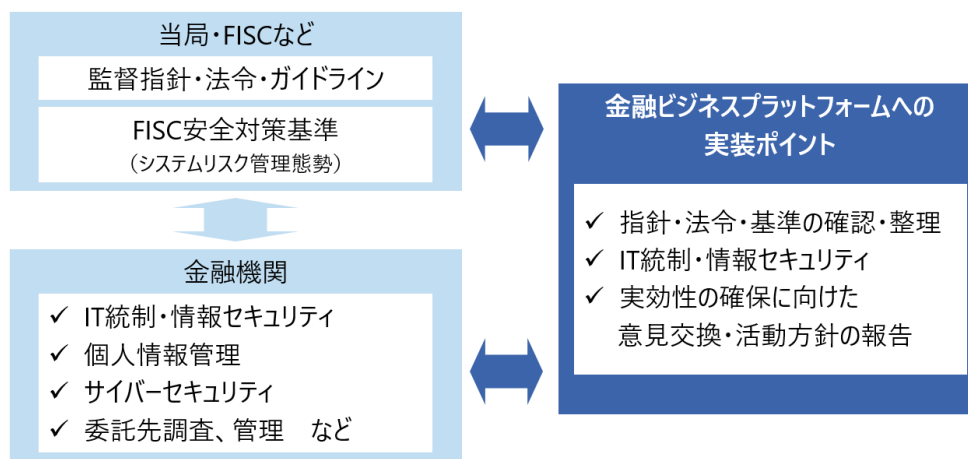 当局・FISCなど
監督指針・法令・ガイドライン
FISC安全対策基準
（システムリスク管理態勢）
金融機関
✓ IT統制・情報セキュリティ
✓ 個人情報管理
✓ サイバーセキュリティ
✓ 委託先調査、管理　など
金融ビジネスプラットフォームへの
実装ポイント
✓ 指針・法令・基準の確認・整理
✓ IT統制・情報セキュリティ
✓ 実効性の確保に向けた
意見交換・活動方針の報告